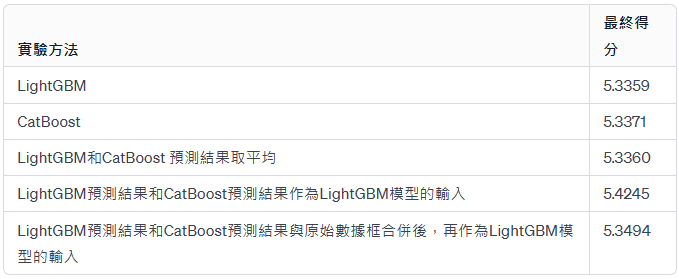 實驗方法
最終得
分
LightGBM
5.3359
CatBoost
5.3371
LightGBM和CatBoost 預測結果取平均
5.3360
LightGBM預測結果和CatBoost預測結果作為LightGBM模型的輸入
5.4245
LightGBM預測結果和CatBoost預測結果與原始數據框合併後，再作為LightGBM模
型的輸入
5.3494